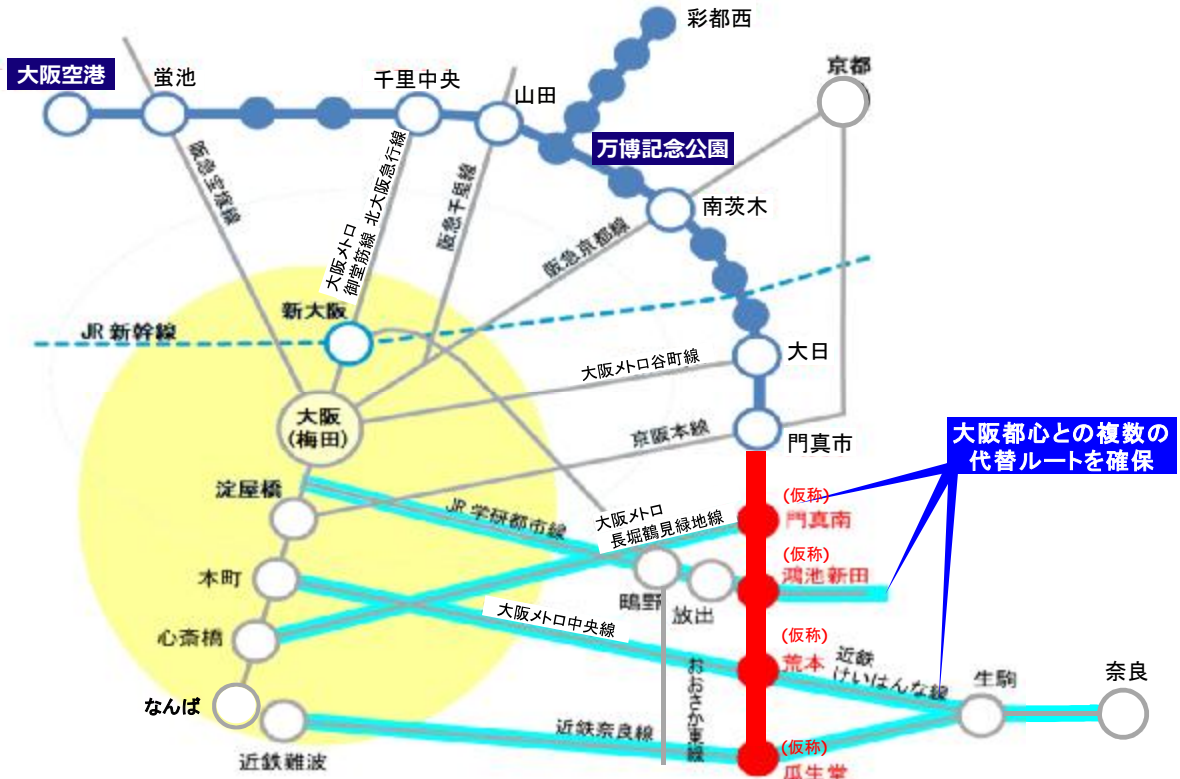 彩都西
大阪空港
蛍池
千里中央
山田
京都
万博記念公園
南茨木
阪急宝塚線
大阪メトロ
御堂筋線 北大阪急行線
阪急千里線
阪急京都線
新大阪
JR 新幹線
大日
大阪メトロ谷町線
大阪
(梅田)
京阪本線
門真市
大阪都心との複数の
代替ルートを確保
淀屋橋
JR 学研都市線
大阪メトロ
長堀鶴見緑地線
(仮称)
門真南
(仮称)
鴻池新田
本町
鴫野
放出
大阪メトロ中央線
心斎橋
(仮称)
荒本
近鉄
けいはんな線
おおさか東線
生駒
奈良
なんば
近鉄奈良線
近鉄難波
(仮称)
瓜生堂